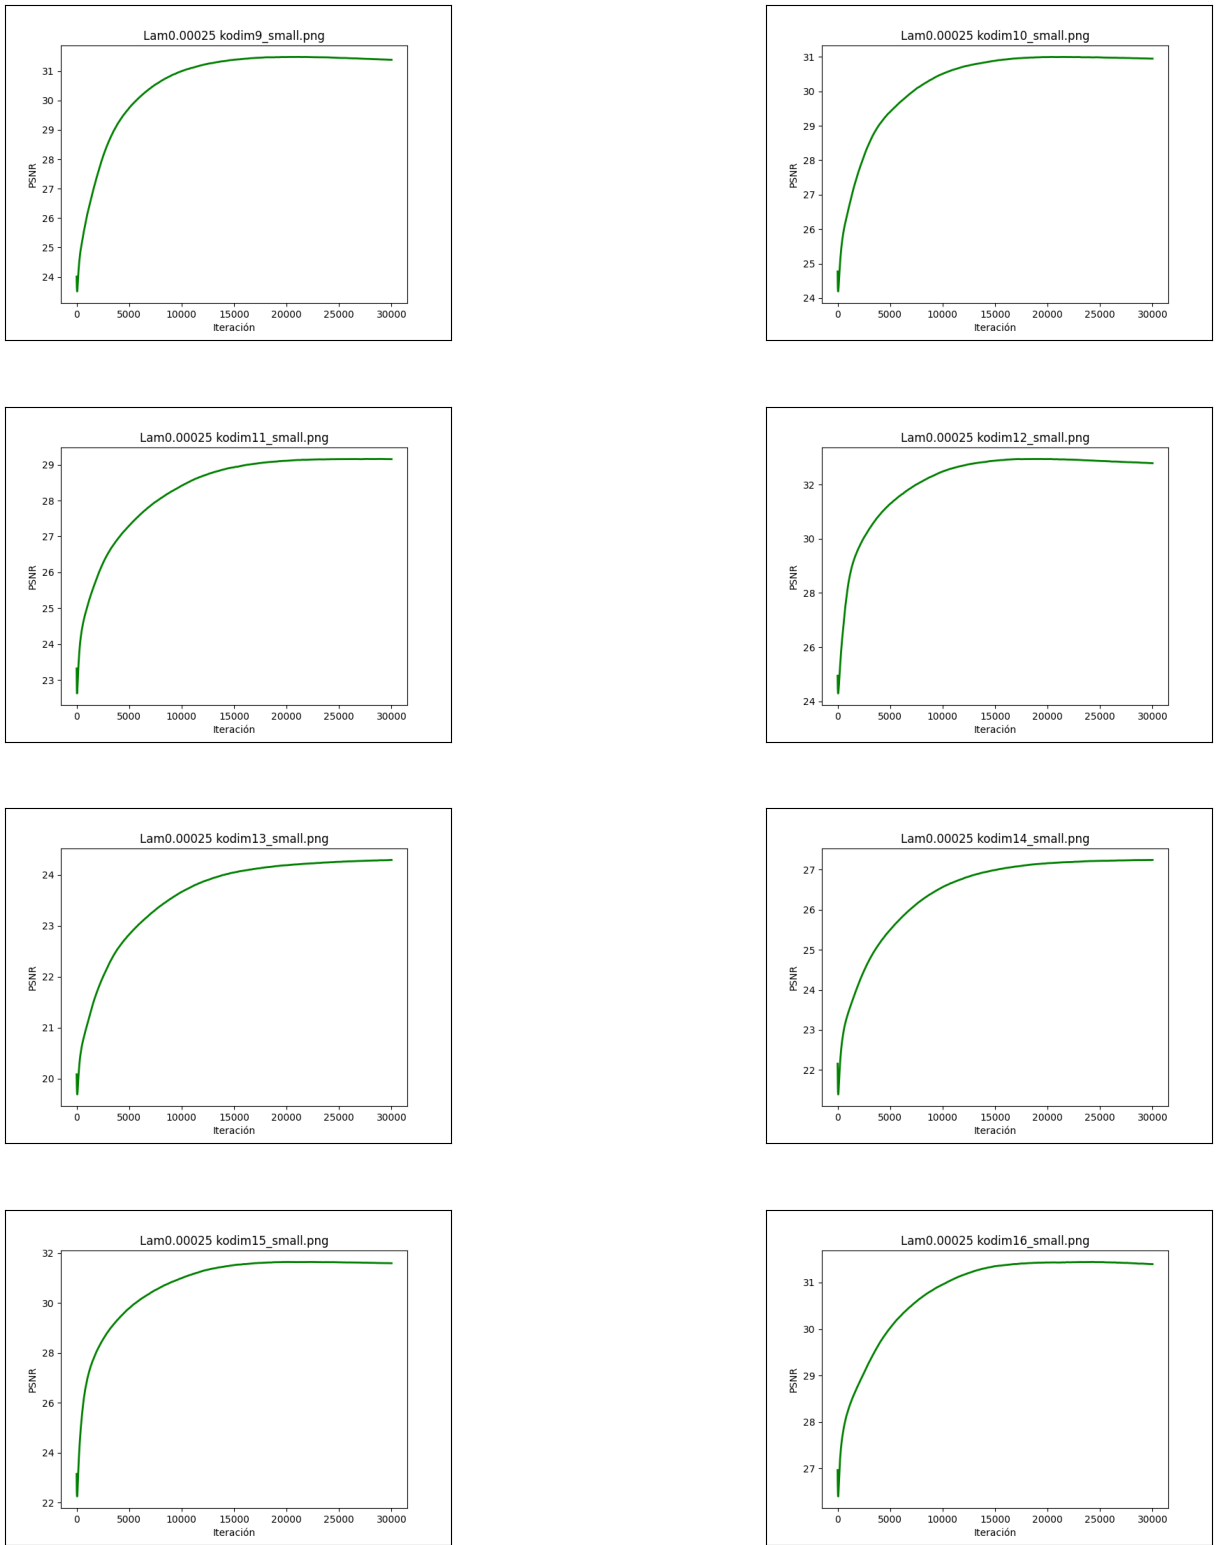 Lam0.00025 kodim9_small.png
31
30
29
28
27
26
25
24
PSNR
0 5000 10000 15000 20000 25000 30000
Iteración
Lam0.00025 kodim10_small.png
31
30
29
28
27
26
25
24
PSNR
0 5000 10000 15000 20000 25000 30000
Iteración
Lam0.00025 kodim11_small.png
29
28
27
26
25
24
23
PSNR
0 5000 10000 15000 20000 25000 30000
Iteración
Lam0.00025 kodim12_small.png
32
30
28
26
24
PSNR
0 5000 10000 15000 20000 25000 30000
Iteración
Lam0.00025 kodim13_small.png
24
23
22
21
20
PSNR
0 5000 10000 15000 20000 25000 30000
Iteración
Lam0.00025 kodim14_small.png
27
26
25
24
23
22
PSNR
0 5000 10000 15000 20000 25000 30000
Iteración
Lam0.00025 kodim15_small.png
32
30
28
26
24
22
PSNR
0 5000 10000 15000 20000 25000 30000
Iteración
Lam0.00025 kodim16_small.png
31
30
29
28
27
PSNR
0 5000 10000 15000 20000 25000 30000
Iteración